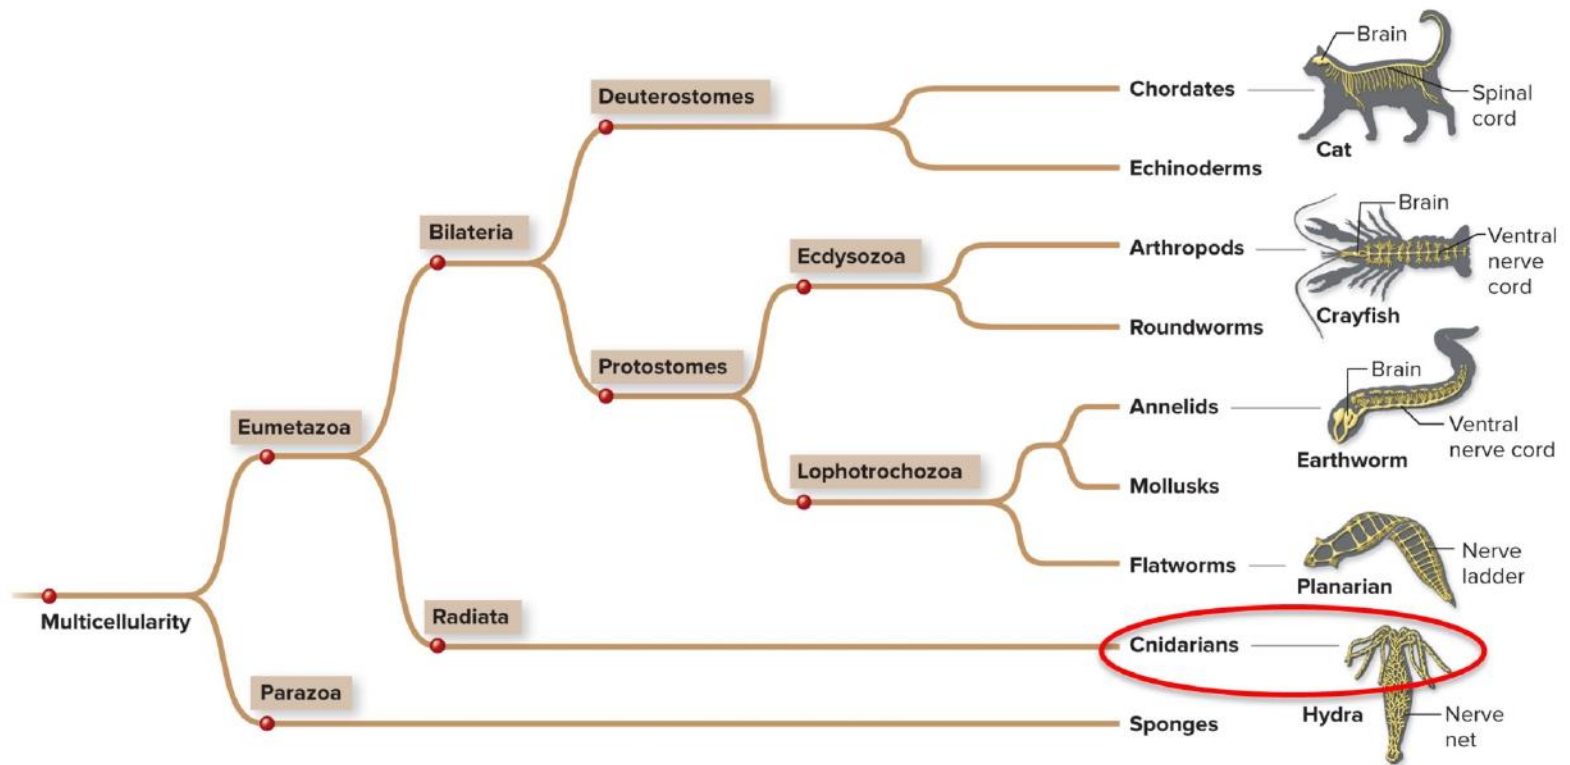 Brain
Deuterostomes
Chordates
Spinal
cord
Cat
Echinoderms
Brain
Bilateria
Ecdysozoa
Arthropods
Ventral
nerve
cord
Crayfish
Roundworms
Protostomes
Brain
Annelids
Ventral
nerve cord
Eumetazoa
Earthworm
Lophotrochozoa
Mollusks
Nerve
ladder
Flatworms
Planarian
Multicellularity
Radiata
Cnidarians
Parazoa
Hydra
Nerve
net
Sponges